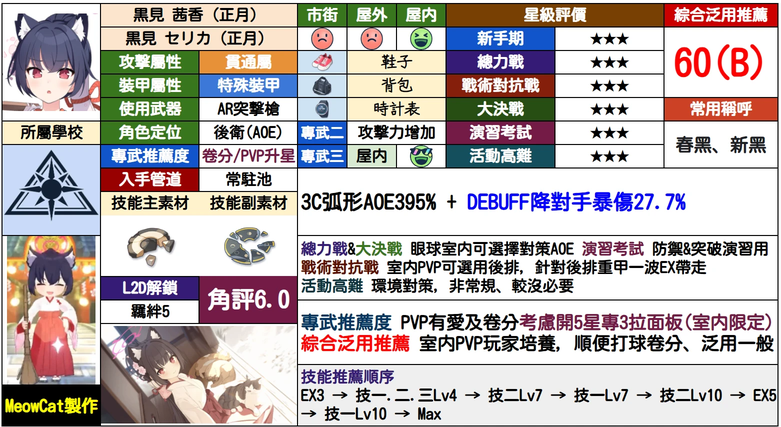 黒見 茜香（正月）
黒見 セリカ（正月）
市街 屋外 屋内
星級評價
綜合泛用推薦
新手期 ★★★
60(B)
攻擊屬性 貫通屬
鞋子
總力戰 ★★★
裝甲屬性 特殊裝甲
背包
戰術對抗戰 ★★★
使用武器 AR突擊槍
時計表
大決戰 ★★★
常用稱呼
所屬學校
角色定位 後衛(AOE)
專武二 攻擊力增加
演習考試 ★★★
春黑、新黑
專武推薦度 卷分/PVP升星
專武三 屋內
活動高難 ★★★
入手管道 常駐池
技能主素材 技能副素材
3C弧形AOE395% + DEBUFF降對手暴傷27.7%
總力戰&大決戰 眼球室内可選擇對策AOE 演習考試 防禦&突破演習用
戰術對抗戰 室内PVP可選用後排，針對後排重甲一波EX帶走
活動高難 環境對策，非常規、較沒必要
L2D解鎖
羈絆5
角評6.0
專武推薦度 PVP有愛及卷分考慮開5星專3拉面板(室内限定)
綜合泛用推薦 室内PVP玩家培養，順便打球卷分、泛用一般
技能推薦順序
EX3 → 技一.二.三Lv4 → 技二Lv7 → 技一Lv7 → 技二Lv10 → EX5
→ 技一Lv10 → Max
MeowCat製作